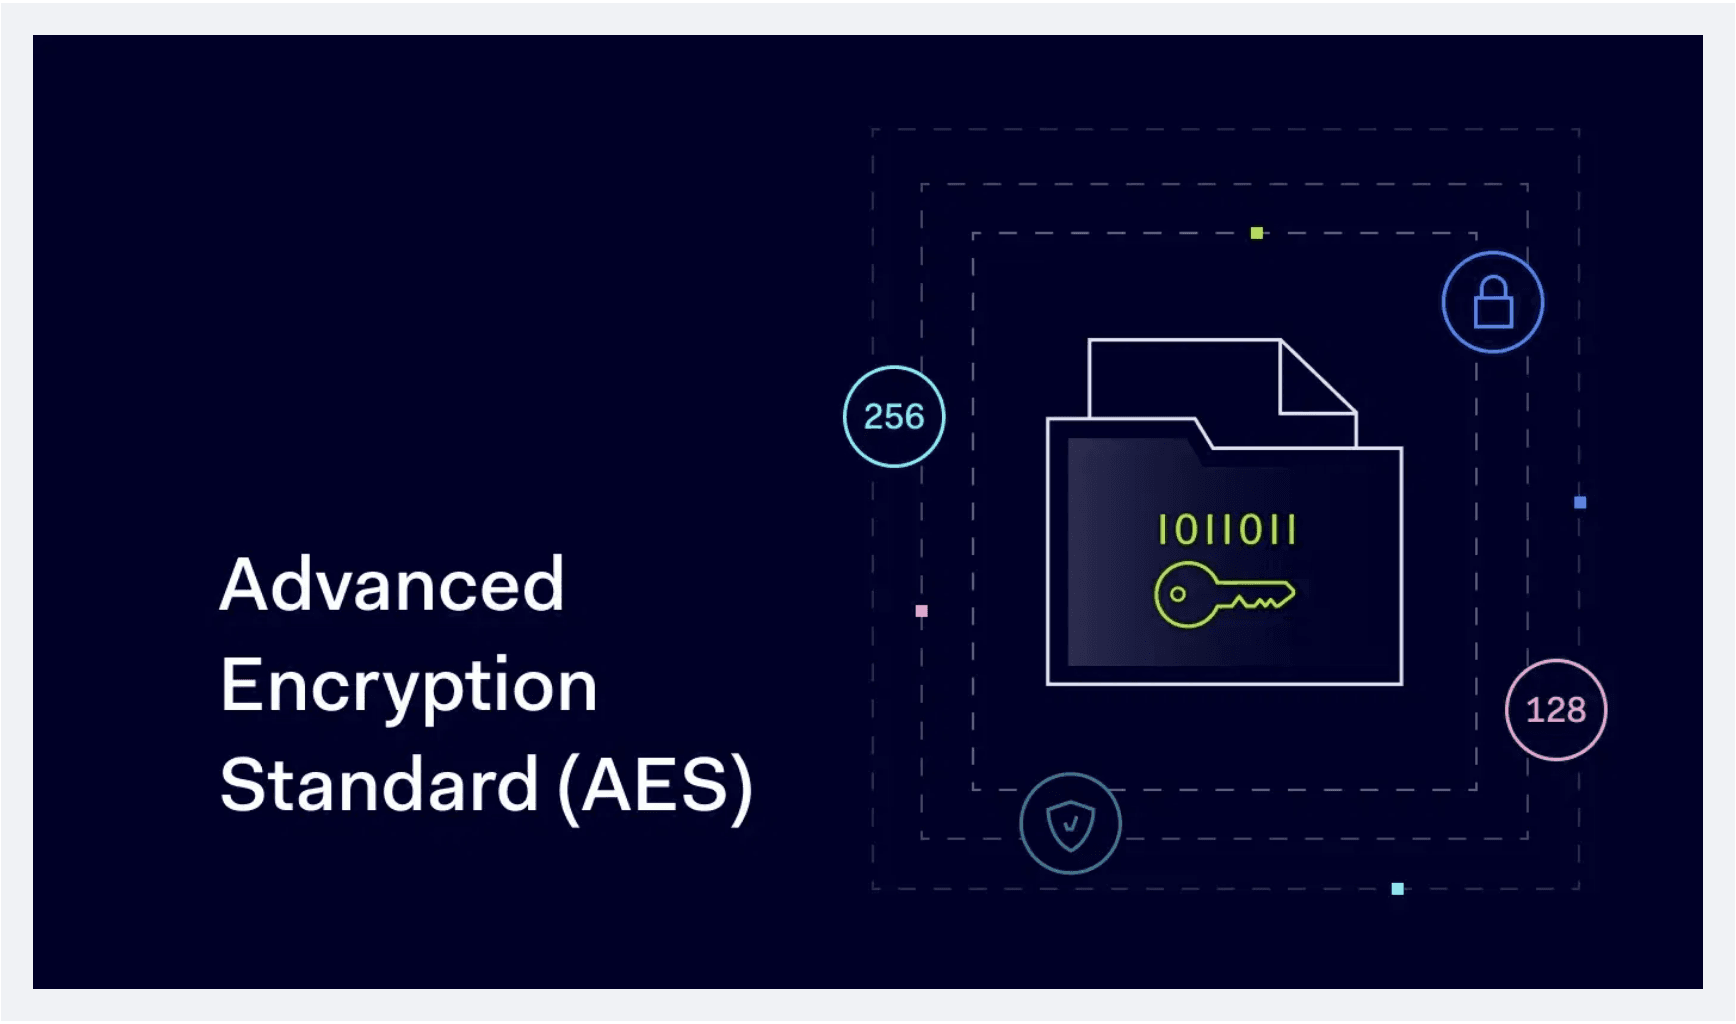 Advanced
Encryption
Standard (AES)
256
1011011
128